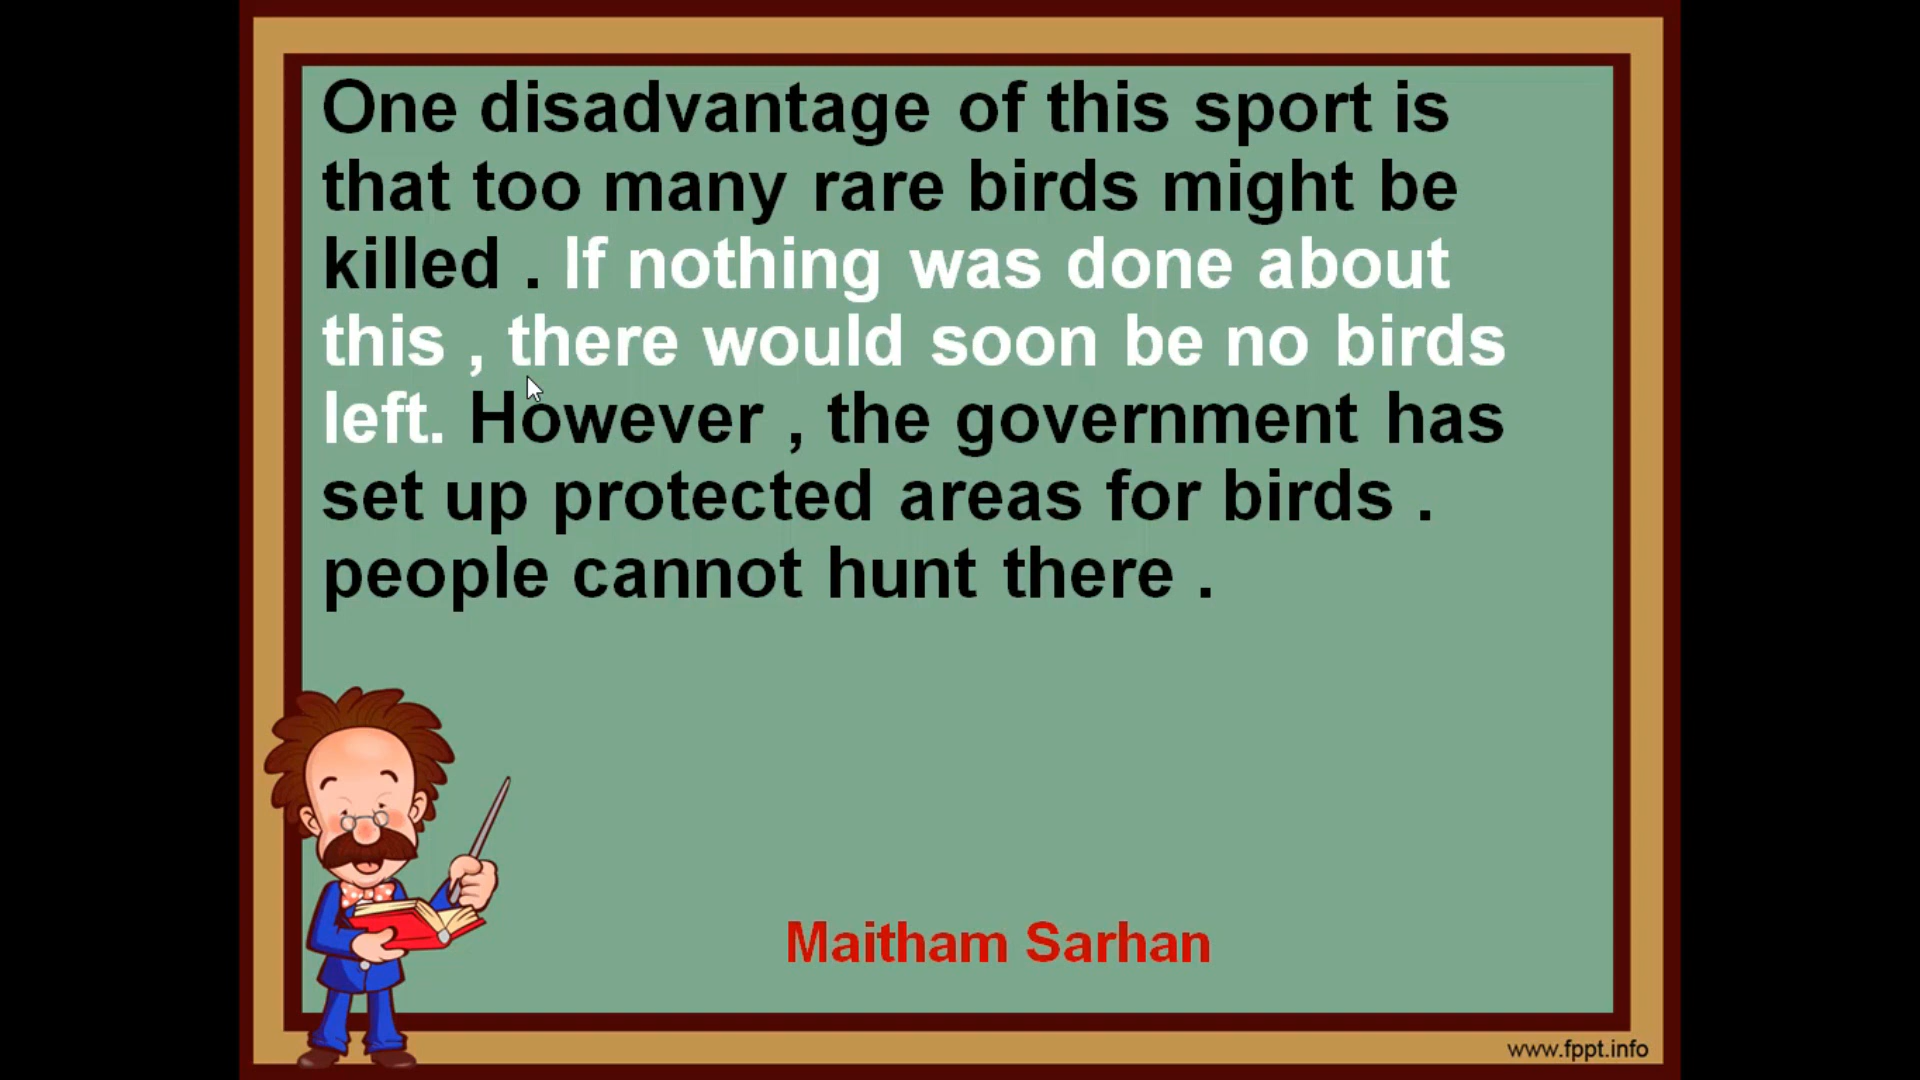 One disadvantage of this sport is
that too many rare birds might be
killed . If nothing was done about
this , there would soon be no birds
left. However , the government has
set up protected areas for birds .
people cannot hunt there .
Maitham Sarhan
www.fppt.info